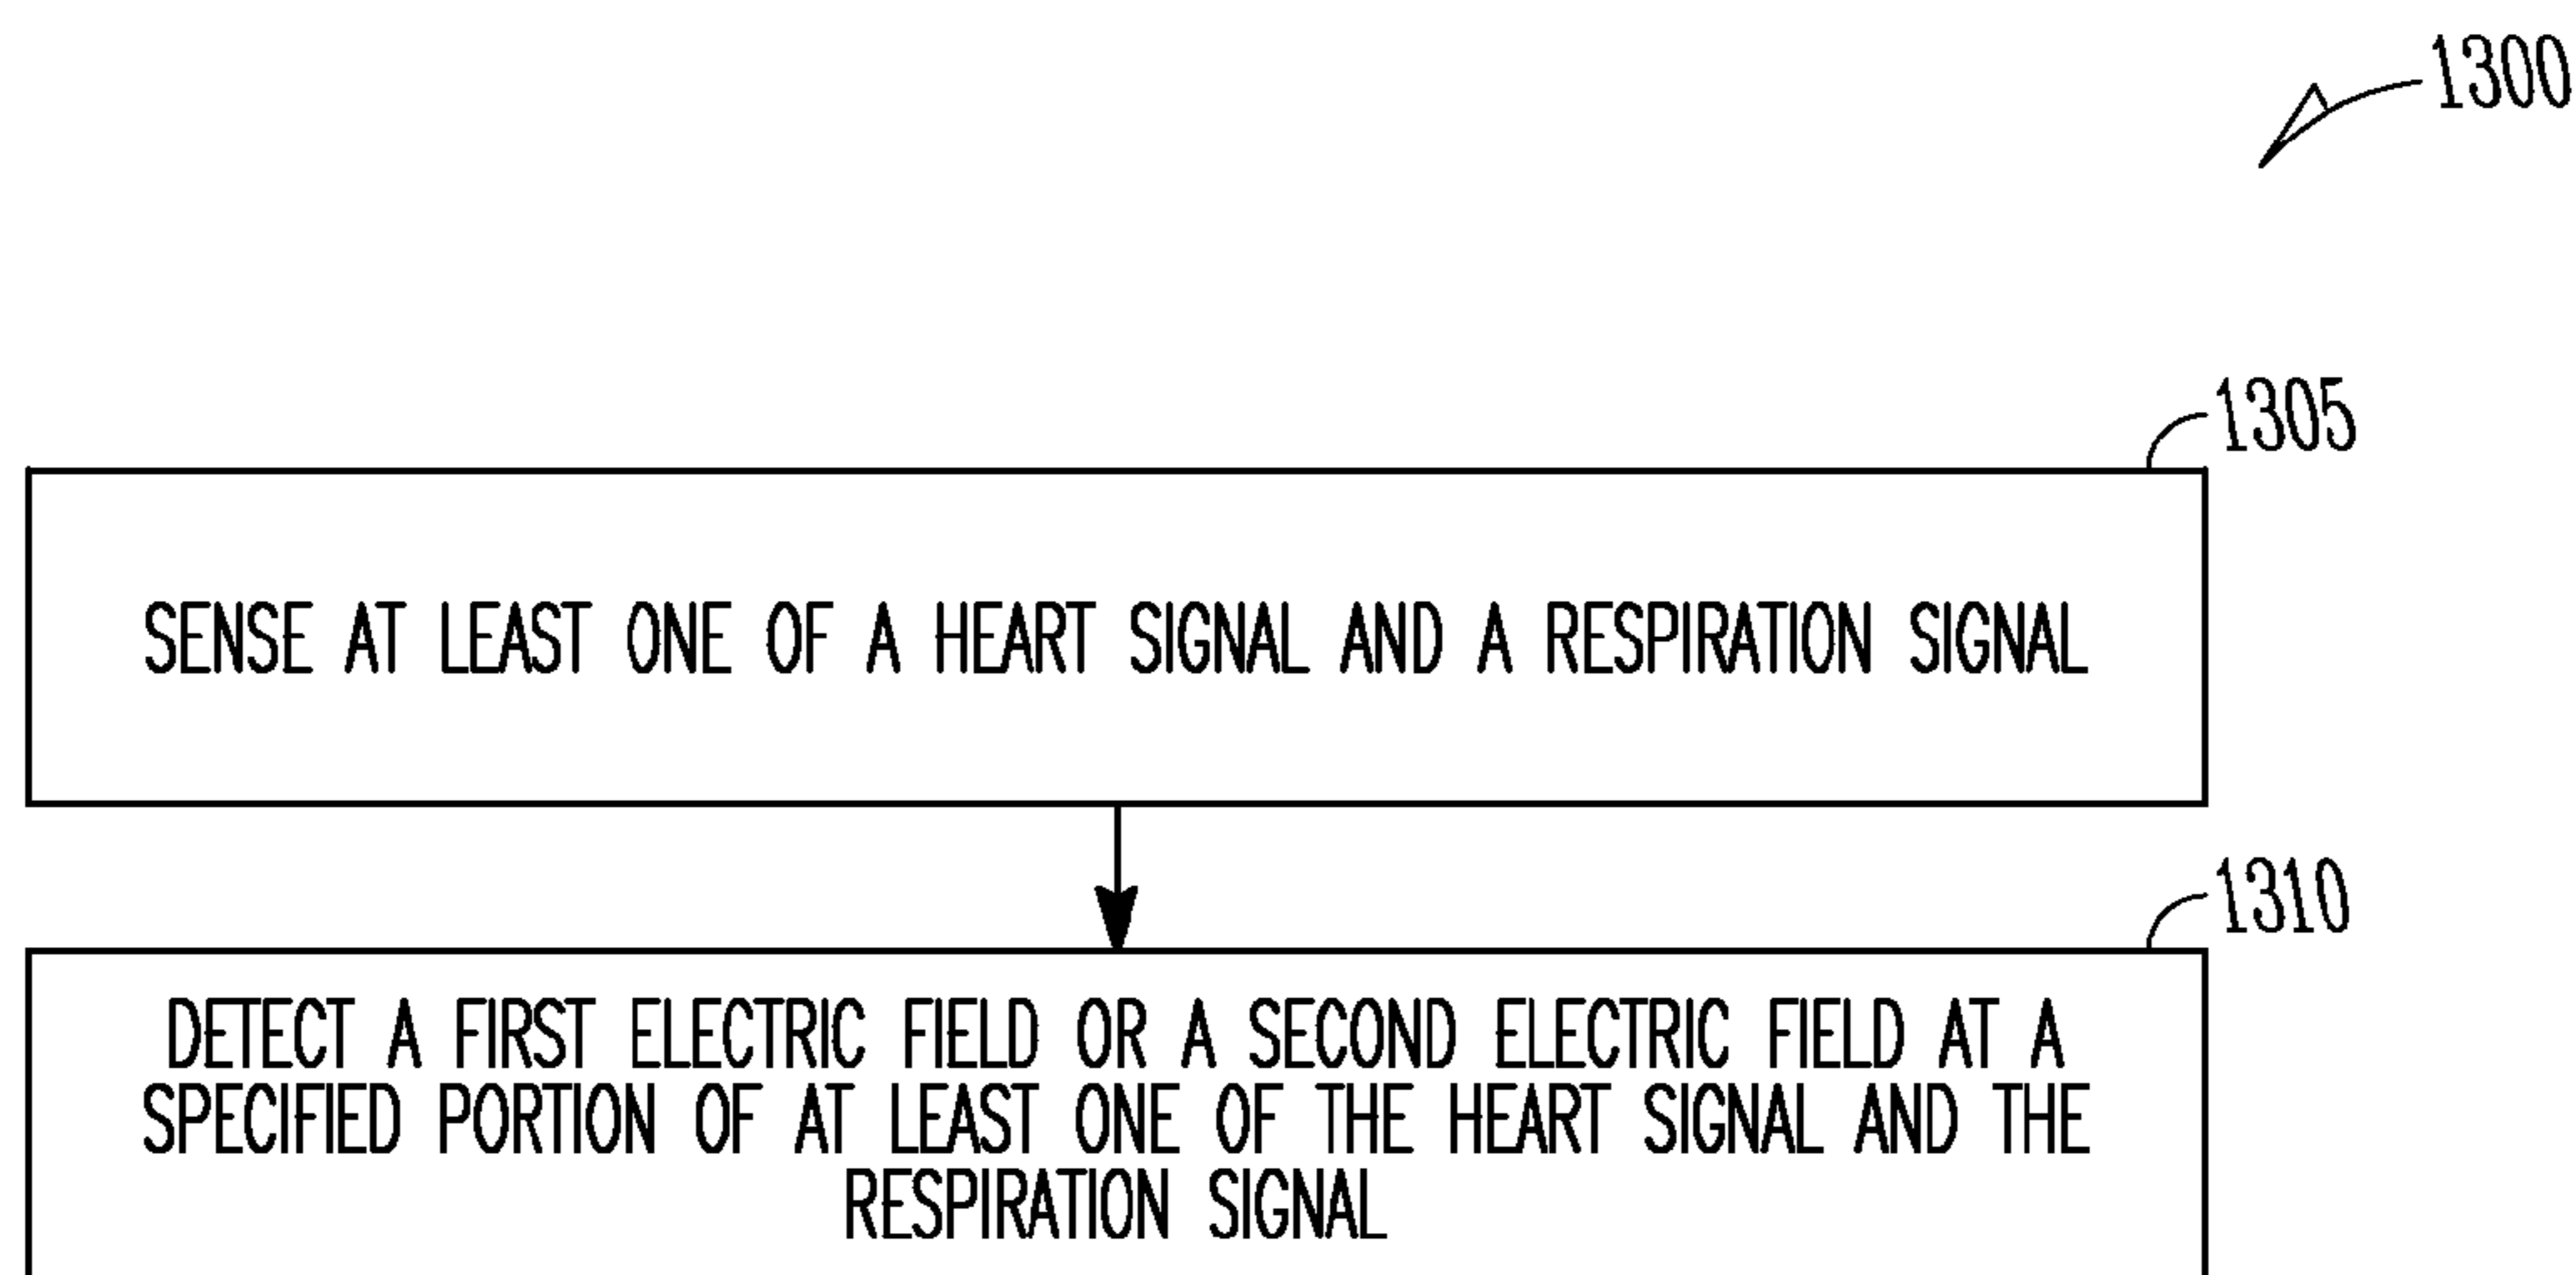 1300
1305
SENSE AT LEAST ONE OF A HEART SIGNAL AND A RESPIRATION SIGNAL
1310
DETECT A FIRST ELECTRIC FIELD OR A SECOND ELECTRIC FIELD AT A
SPECIFIED PORTION OF AT LEAST ONE OF THE HEART SIGNAL AND THE
RESPIRATION SIGNAL